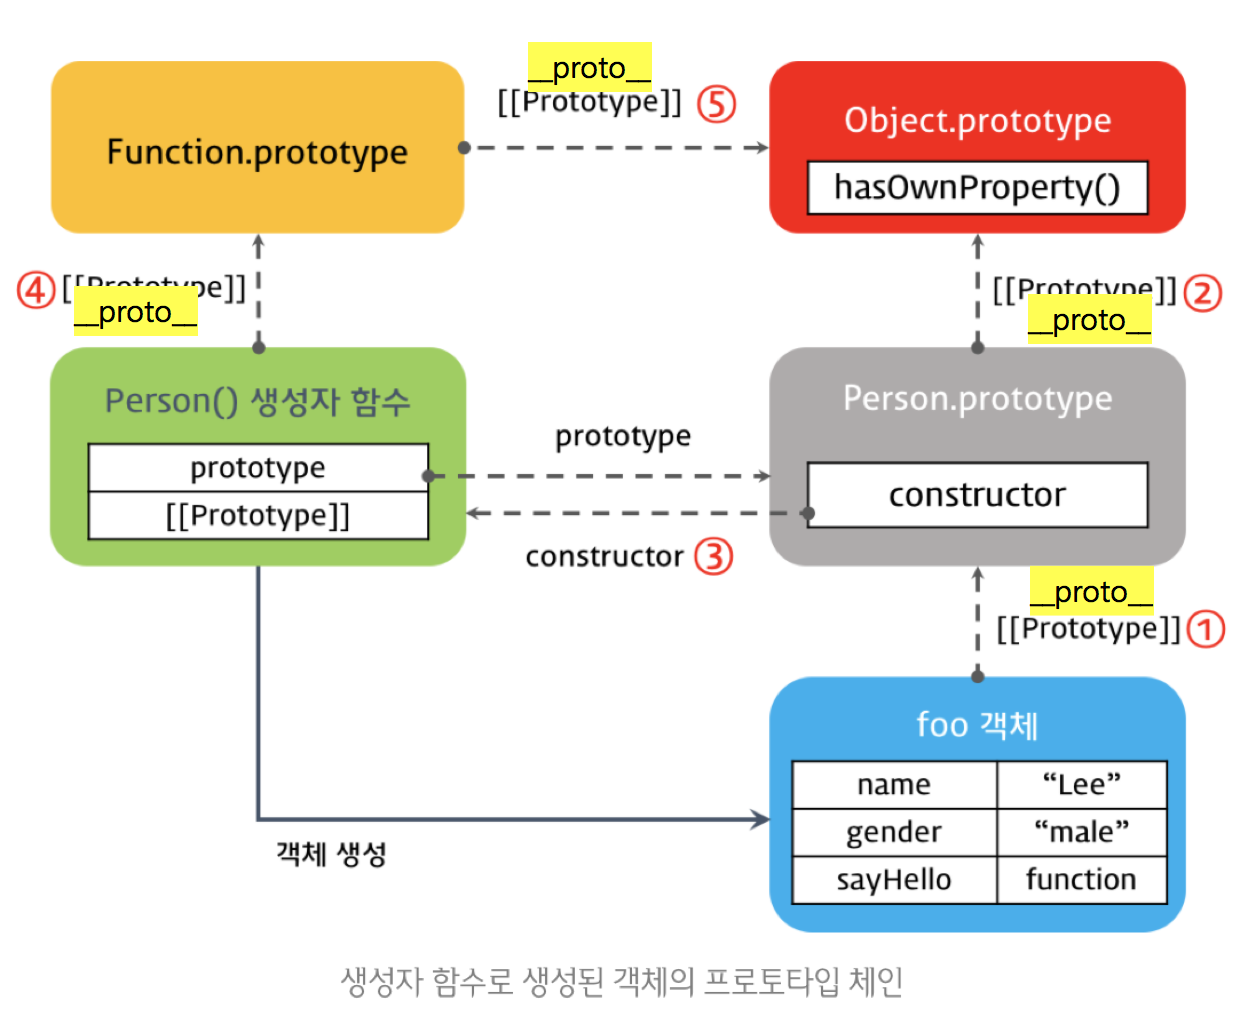 __proto__
[[Prototype]] ⑤
Function.prototype
Object.prototype
hasOwnProperty()
④ [[Prototype]]
__proto__
[[Prototype]] ②
__proto__
Person() 생성자 함수
prototype
[[Prototype]]
prototype
constructor ③
Person.prototype
constructor
__proto__
[[Prototype]] ①
foo 객체
name “Lee”
gender “male”
sayHello function
객체 생성
생성자 함수로 생성된 객체의 프로토타입 체인